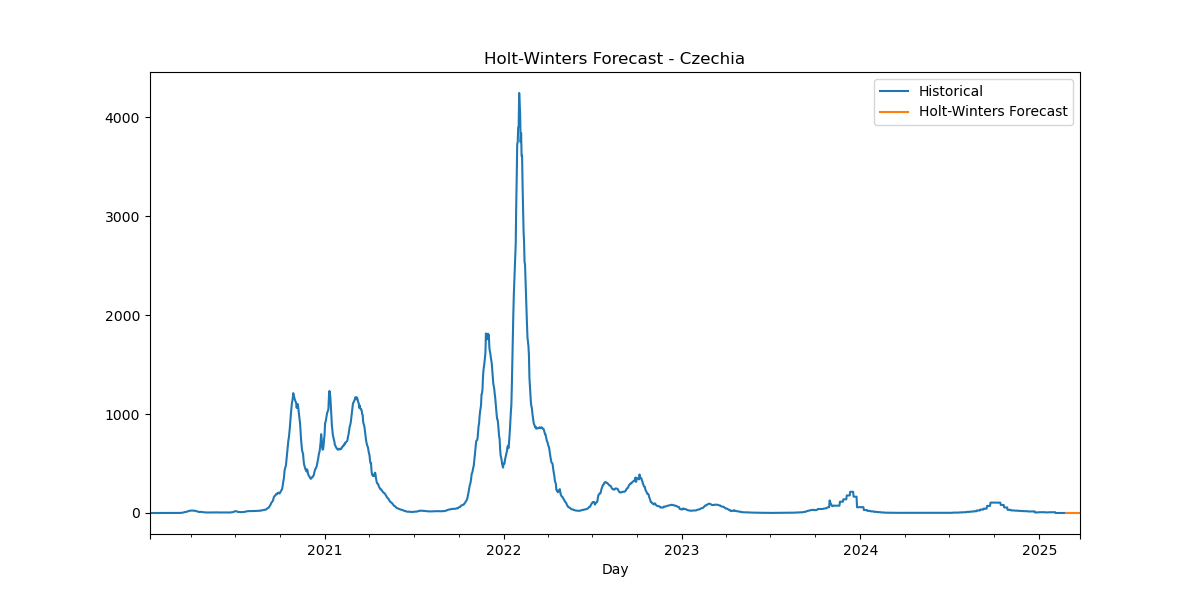 Holt-Winters Forecast - Czechia
Historical
Holt-Winters Forecast
4000
3000
2000
1000
0
2021 2022 2023 2024 2025
Day